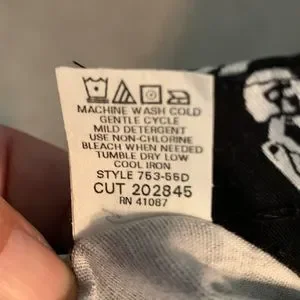 MACHINE WASH COLD
GENTLE CYCLE
MILD DETERGENT
USE NON-CHLORINE
BLEACH WHEN NEEDED
TUMBLE DRY LOW
COOL IRON
STYLE 753-55D
CUT 202845
RN 41087